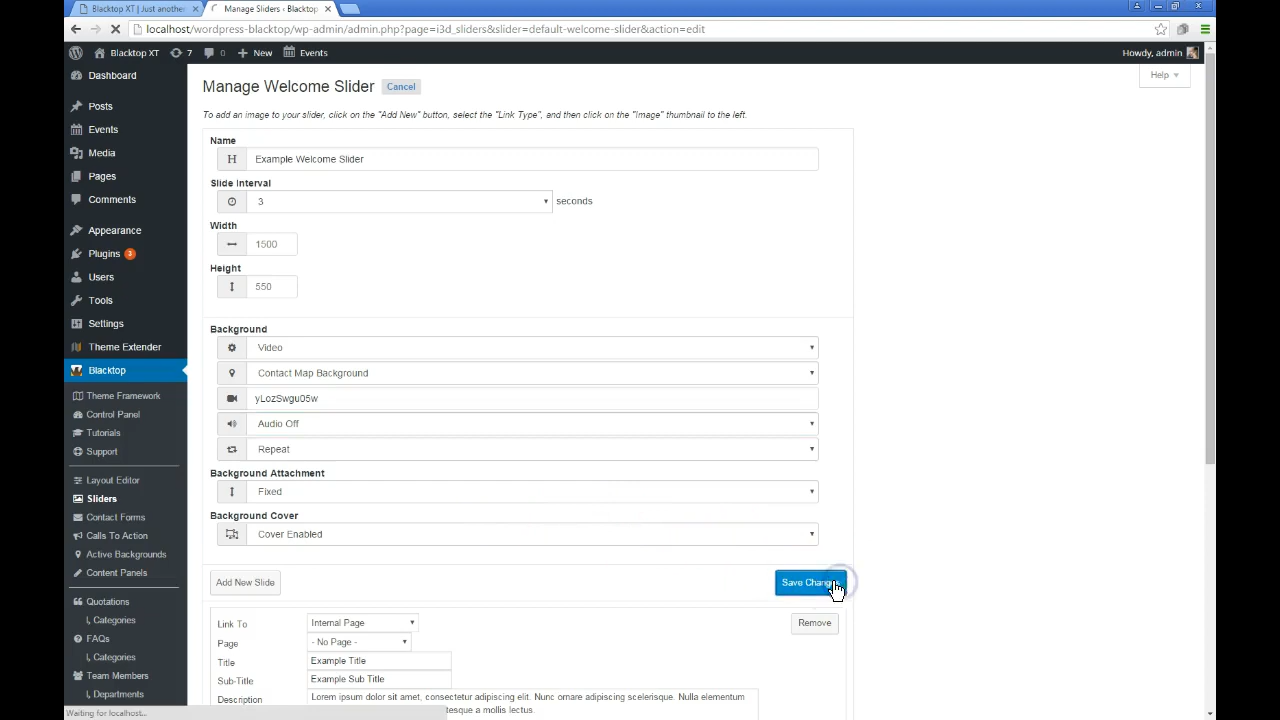 Blacktop XT | Just another
Manage Sliders ‹ Blacktop
localhost/wordpress-blacktop/wp-admin/admin.php?page=i3d_sliders&slider=default-welcome-slider&action=edit
Blacktop XT 7 0 New Events Howdy, admin
Help
Dashboard
Posts
Events
Media
Pages
Comments
Appearance
Plugins 3
Users
Tools
Settings
Theme Extender
Blacktop
Theme Framework
Control Panel
Tutorials
Support
Layout Editor
Sliders
Contact Forms
Calls To Action
Active Backgrounds
Content Panels
Quotations
Categories
FAQs
Categories
Team Members
Departments
Manage Welcome Slider Cancel
To add an image to your slider, click on the "Add New" button, select the "Link Type", and then click on the "Image" thumbnail to the left.
Name
Example Welcome Slider
Slide Interval
3 seconds
Width
1500
Height
550
Background
Video
Contact Map Background
yLozSwgu05w
Audio Off
Repeat
Background Attachment
Fixed
Background Cover
Cover Enabled
Add New Slide Save Changes
Link To Internal Page Remove
Page - No Page -
Title Example Title
Sub-Title Example Sub Title
Description Lorem ipsum dolor sit amet, consectetur adipiscing elit. Nunc ornare adipiscing scelerisque. Nulla elementum
tesque a mollis lectus.
Waiting for localhost...